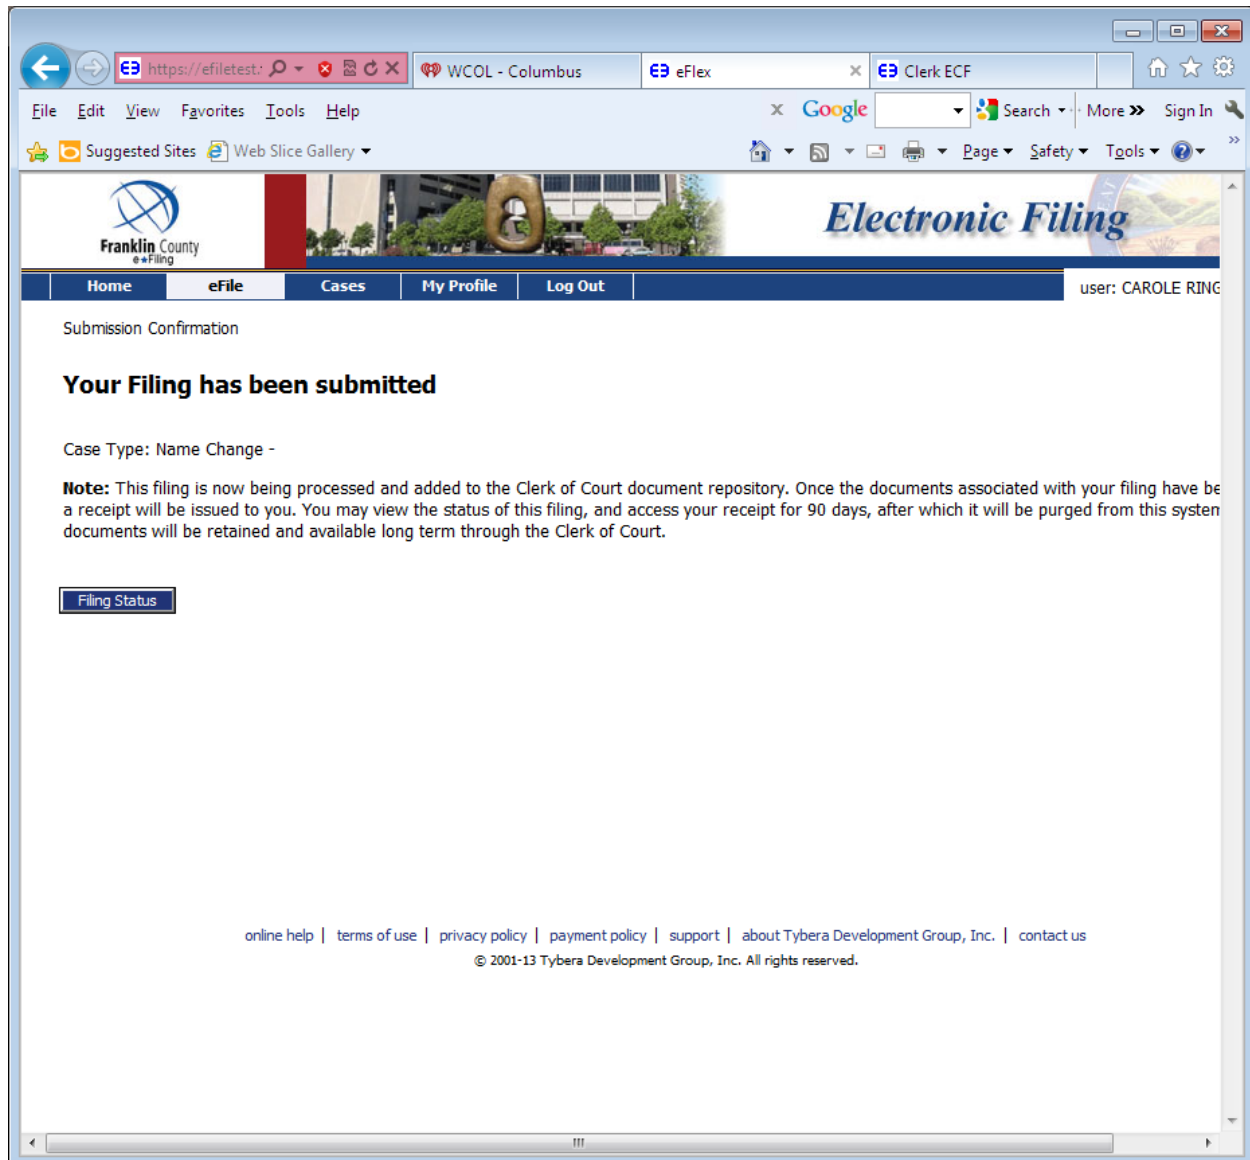 https://efiletest.
WCOL - Columbus
eFlex
Clerk ECF
File Edit View Favorites Tools Help
x Google Search More » Sign In
Suggested Sites Web Slice Gallery
Page Safety Tools
Franklin County
e★Filing
Electronic Filing
Home eFile Cases My Profile Log Out
user: CAROLE RING
Submission Confirmation
Your Filing has been submitted
Case Type: Name Change -
Note: This filing is now being processed and added to the Clerk of Court document repository. Once the documents associated with your filing have be
a receipt will be issued to you. You may view the status of this filing, and access your receipt for 90 days, after which it will be purged from this system
documents will be retained and available long term through the Clerk of Court.
Filing Status
online help | terms of use | privacy policy | payment policy | support | about Tybera Development Group, Inc. | contact us
© 2001-13 Tybera Development Group, Inc. All rights reserved.